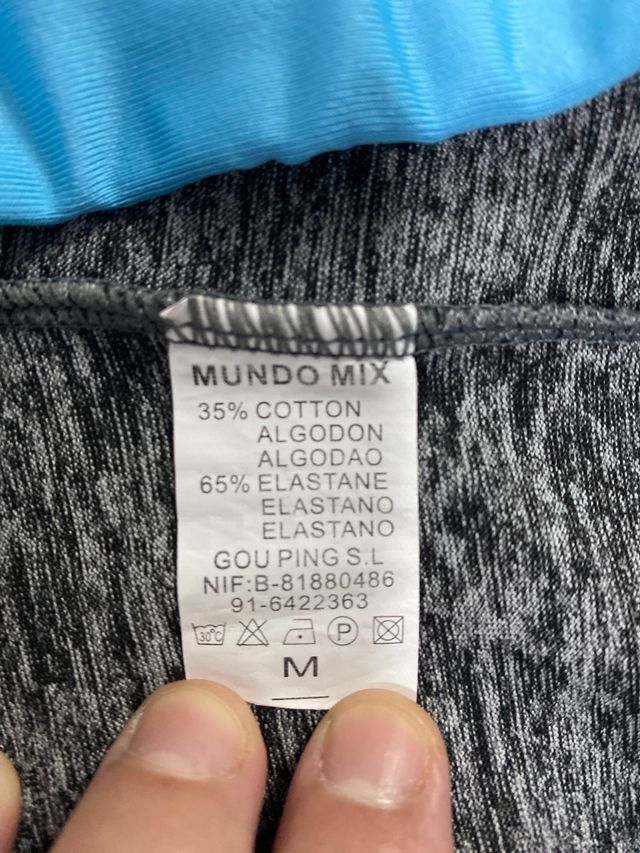 MUNDO MIX
35% COTTON
ALGODON
ALGODAO
65% ELASTANE
ELASTANO
ELASTANO
GOU PING S.L
NIF:B-81880486
91-6422363
30°C P
M